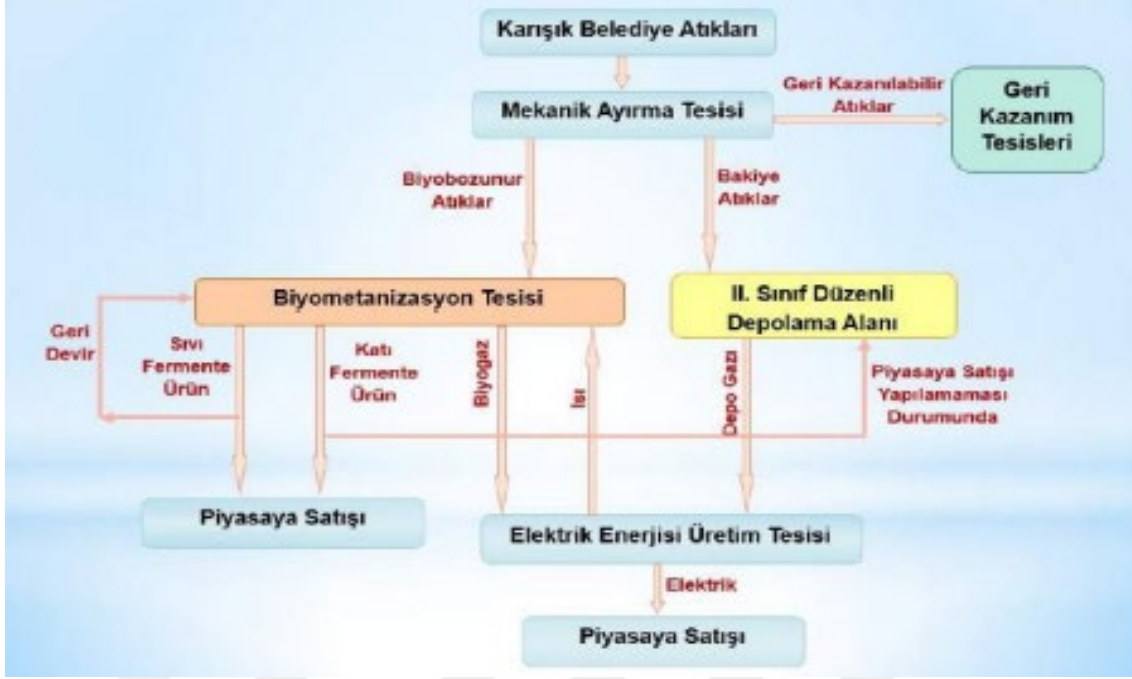 Karışık Belediye Atıkları
Mekanik Ayırma Tesisi
Geri Kazanılabilir
Atıklar
Geri
Kazanım
Tesisleri
Biyobozunur
Atıklar
Bakiye
Atıklar
Biyometanizasyon Tesisi
II. Sınıf Düzenli
Depolama Alanı
Geri
Devir
Sıvı
Fermente
Ürün
Katı
Fermente
Ürün
Biyogaz
Isı
Depo Gazı
Piyasaya Satışı
Yapılamaması
Durumunda
Piyasaya Satışı
Elektrik Enerjisi Üretim Tesisi
Elektrik
Piyasaya Satışı